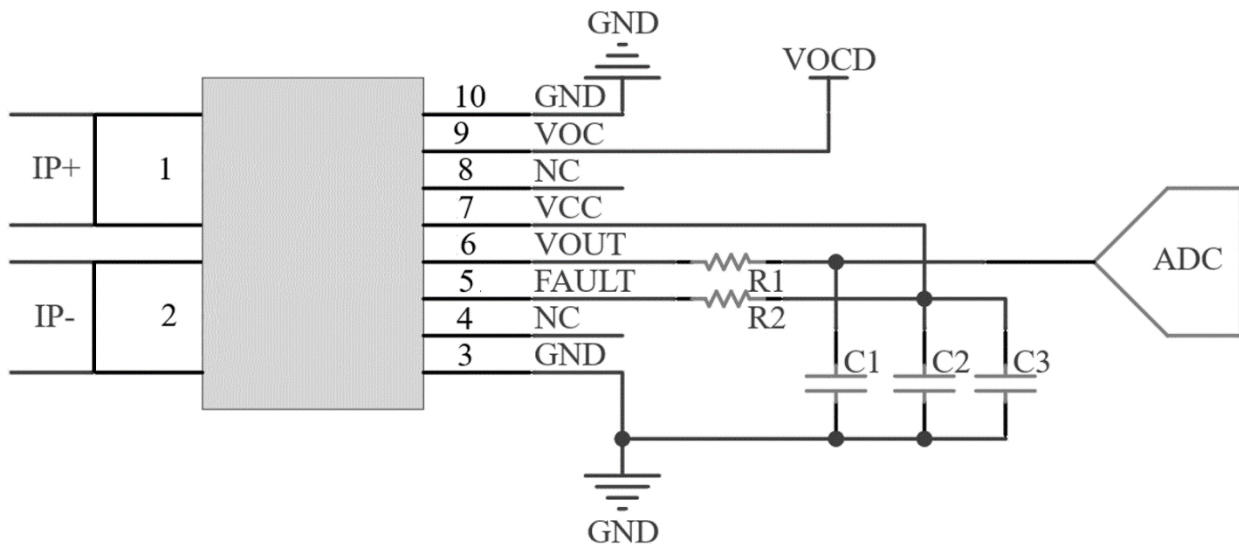 GND
VOCD
10 GND
9 VOC
IP+ 1
8 NC
7 VCC
6 VOUT
ADC
5 FAULT
R1
R2
IP- 2
4 NC
3 GND
C1 C2 C3
GND